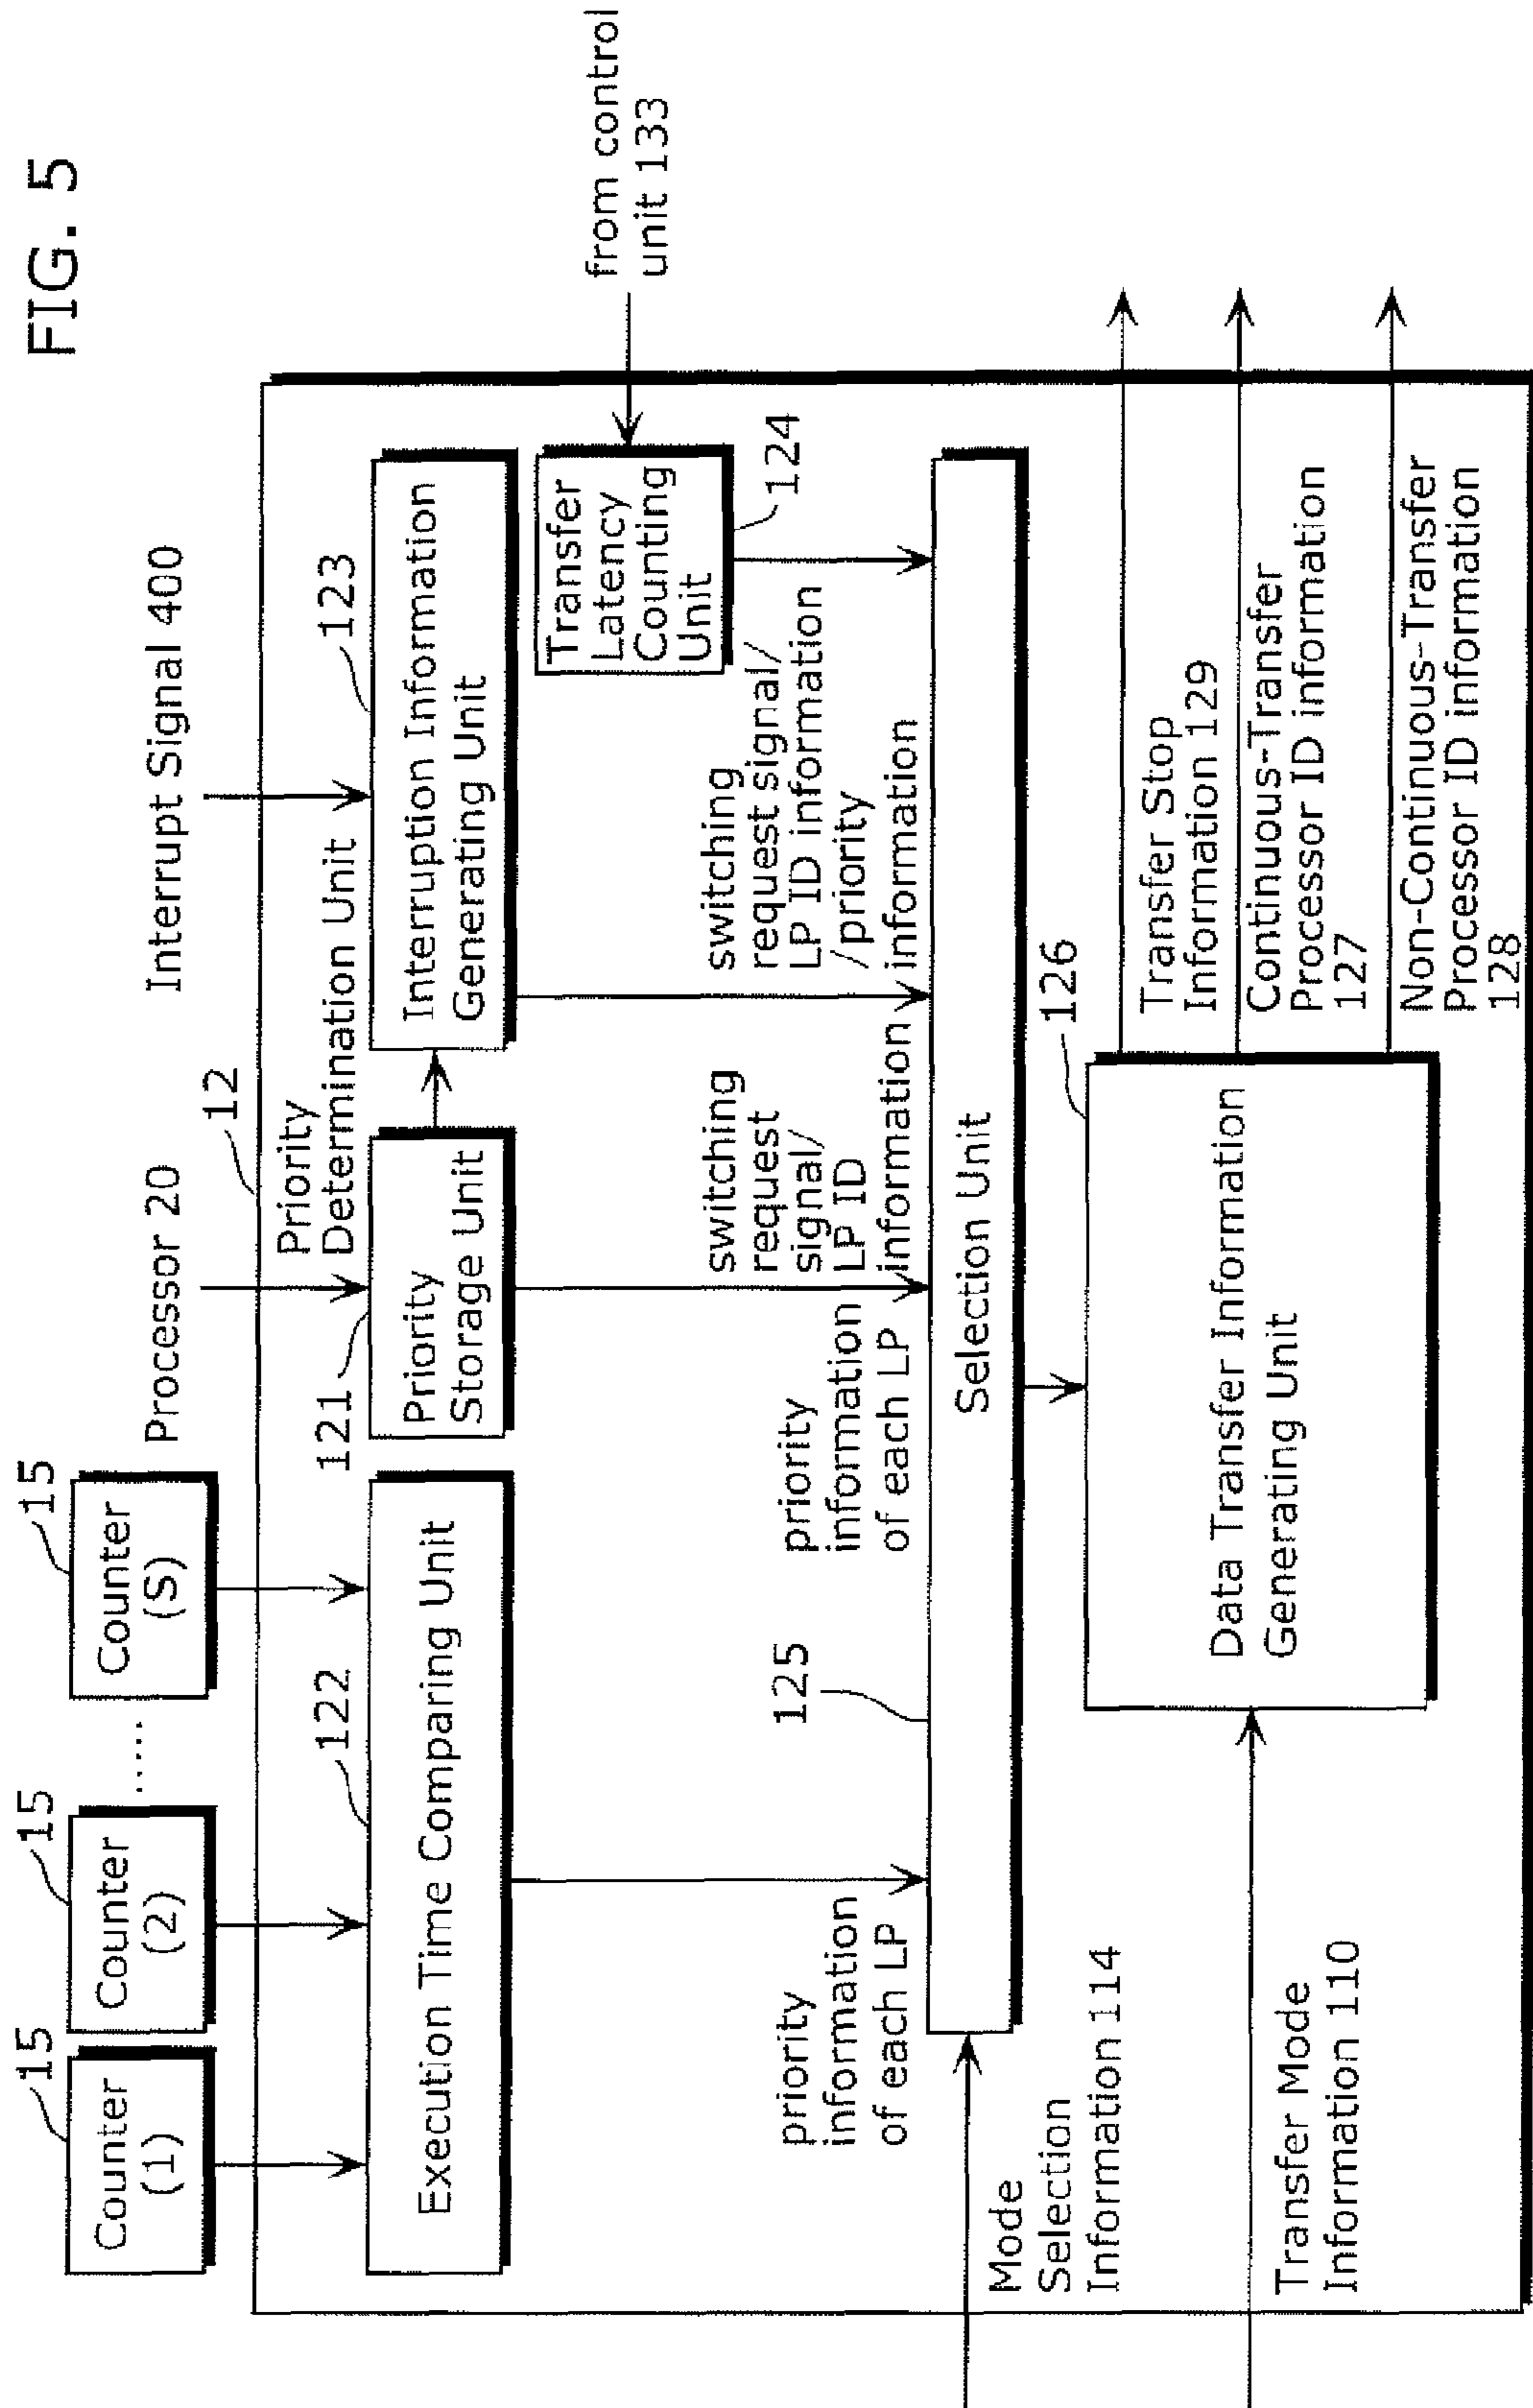 FIG. 5
15
15
15
Counter
(1)
Counter
(2)
.....
Counter
(S)
Processor 20
Interrupt Signal 400
12
Priority
Determination Unit
122
121
123
Execution Time Comparing Unit
Priority
Storage Unit
Interruption Information
Generating Unit
from control
unit 133
Transfer
Latency
Counting
Unit
124
125
priority
information
of each LP
priority
information
of each LP
switching
request
signal/
LP ID
information
switching
request signal/
LP ID information
/priority
information
Selection Unit
Mode
Selection
Information 114
126
Data Transfer Information
Generating Unit
Transfer Mode
Information 110
Transfer Stop
Information 129
Continuous-Transfer
Processor ID information
127
Non-Continuous-Transfer
Processor ID information
128